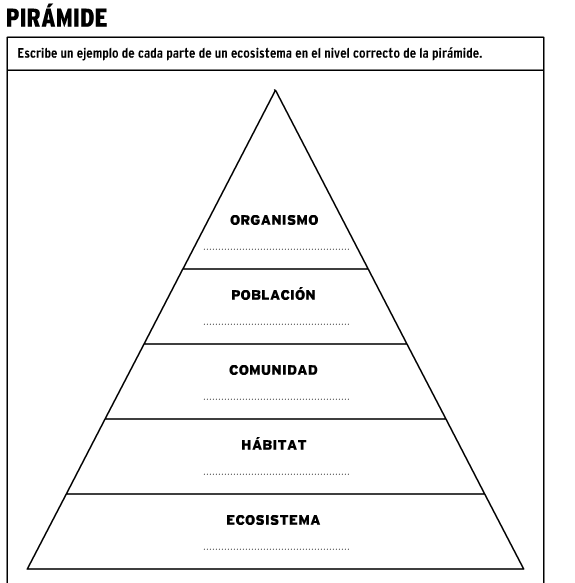 PIRÁMIDE
Escribe un ejemplo de cada parte de un ecosistema en el nivel correcto de la pirámide.
ORGANISMO
POBLACIÓN
COMUNIDAD
HÁBITAT
ECOSISTEMA